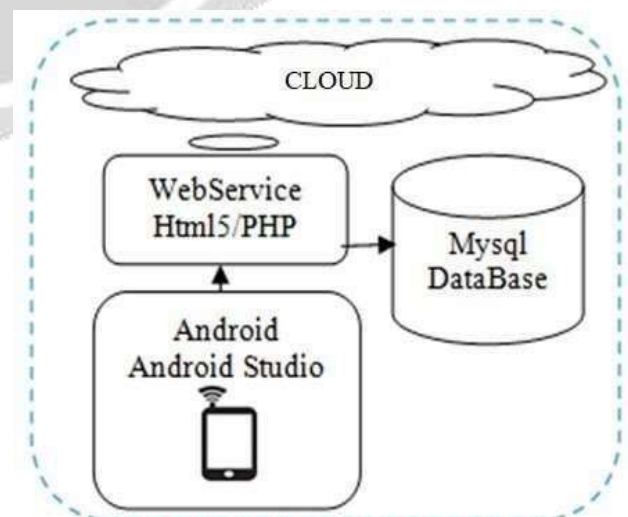 CLOUD
WebService
Html5/PHP
Mysql
DataBase
Android
Android Studio